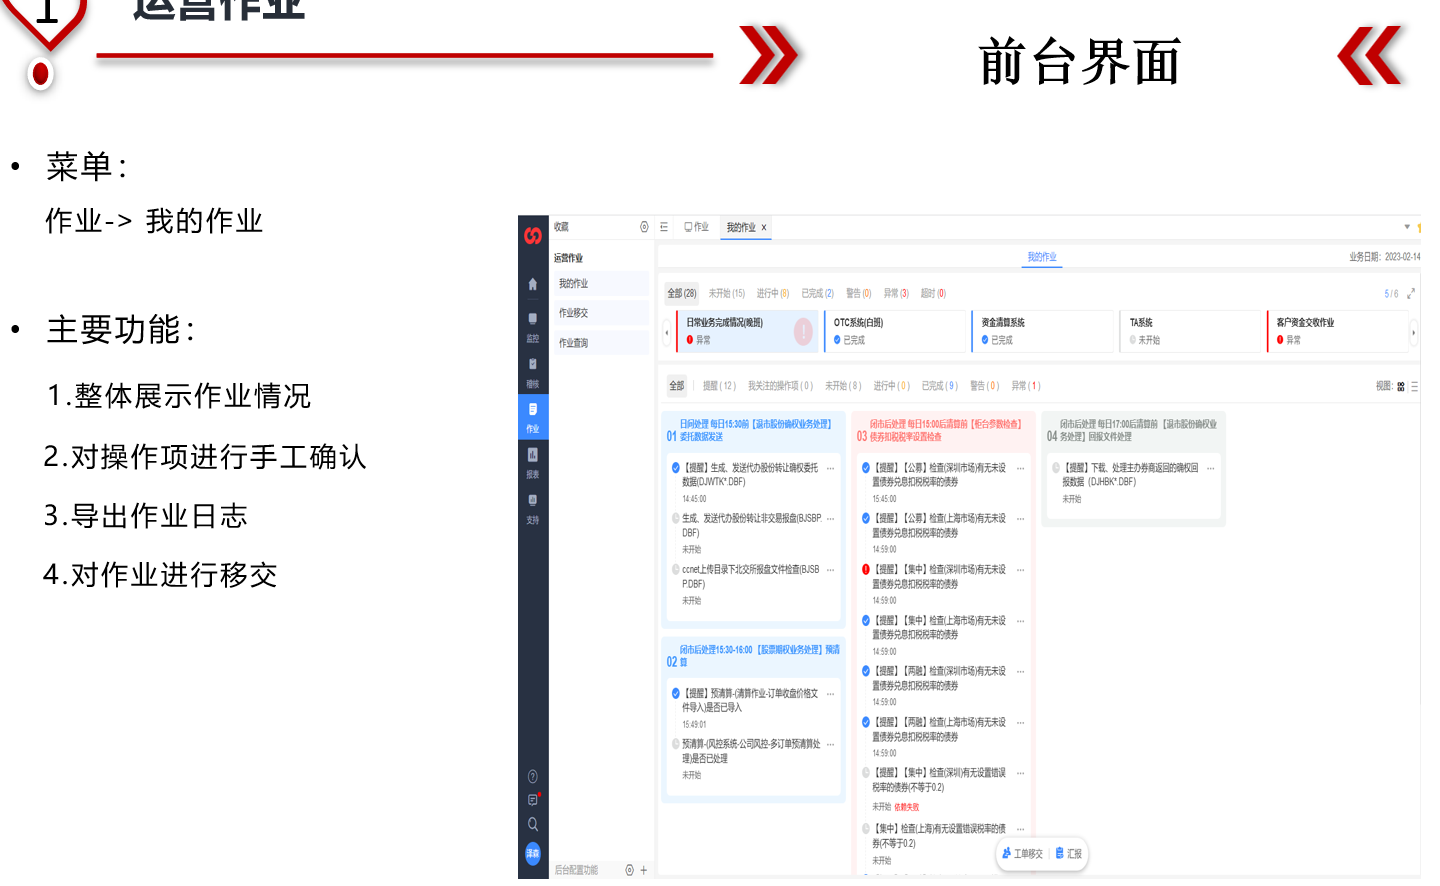 1
运营作业
前台界面
• 菜单：
作业-> 我的作业
• 主要功能：
1.整体展示作业情况
2.对操作项进行手工确认
3.导出作业日志
4.对作业进行移交
收藏
作业
我的作业 x
运营作业
我的作业
作业移交
作业查询
监控
稽核
作业
报表
支持
泽森
后台配置功能
我的作业
业务日期：2023-02-14
全部 (28) 未开始 (15) 进行中 (8) 已完成 (2) 警告 (0) 异常 (3) 超时 (0)
5 / 6
日常业务完成情况(晚班)
异常
OTC系统(白班)
已完成
资金清算系统
已完成
TA系统
未开始
客户资金交收作业
异常
全部 提醒 ( 12 ) 我关注的操作项 ( 0 ) 未开始 ( 8 ) 进行中 ( 0 ) 已完成 ( 9 ) 警告 ( 0 ) 异常 ( 1 )
视图：
01 日间处理 每日15:30前【退市股份确权业务处理】
委托数据发送
【提醒】生成、发送代办股份转让确权委托
数据(DJWTK*.DBF)
14:45:00
生成、发送代办股份转让非交易报盘(BJSBP.
DBF)
未开始
ccnet上传目录下北交所报盘文件检查(BJSB
P.DBF)
未开始
02 闭市后处理15:30-16:00 【股票期权业务处理】预清
算
【提醒】预清算-(清算作业-订单收盘价格文
件导入)是否已导入
15:49:01
预清算-(风控系统-公司风控-多订单预清算处
理)是否已处理
未开始
03 闭市后处理 每日15:00后清算前【柜台参数检查】
债券扣税税率设置检查
【提醒】【公募】检查(深圳市场)有无未设
置债券兑息扣税税率的债券
15:45:00
【提醒】【公募】检查(上海市场)有无未设
置债券兑息扣税税率的债券
14:59:00
【提醒】【集中】检查(深圳市场)有无未设
置债券兑息扣税税率的债券
14:59:00
【提醒】【集中】检查(上海市场)有无未设
置债券兑息扣税税率的债券
14:59:00
【提醒】【两融】检查(深圳市场)有无未设
置债券兑息扣税税率的债券
14:59:00
【提醒】【两融】检查(上海市场)有无未设
置债券兑息扣税税率的债券
14:59:00
【提醒】【集中】检查(深圳)有无设置错误
税率的债券(不等于0.2)
未开始 依赖失败
【集中】检查(上海)有无设置错误税率的债
券(不等于0.2)
未开始
04 闭市后处理 每日17:00后清算前 【退市股份确权业
务处理】回报文件处理
【提醒】下载、处理主办券商返回的确权回
报数据（DJHBK*.DBF)
未开始
工单移交
汇报